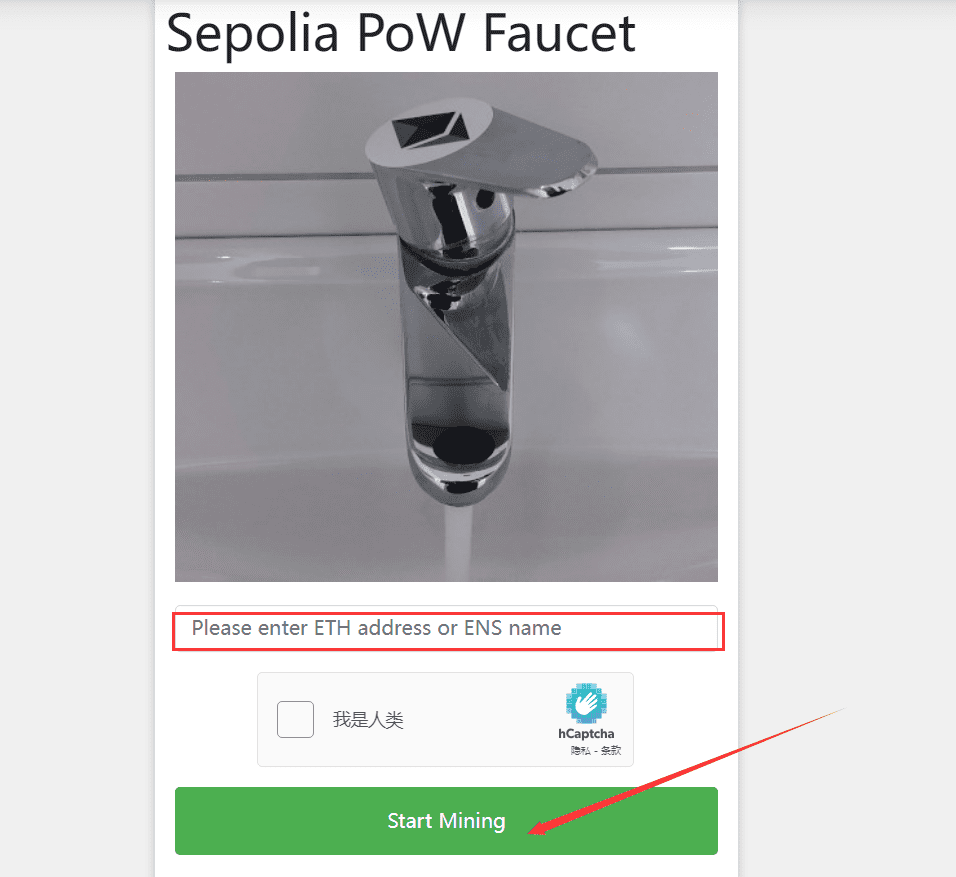 Sepolia PoW Faucet
Please enter ETH address or ENS name
我是人类
hCaptcha
隐私 - 条款
Start Mining